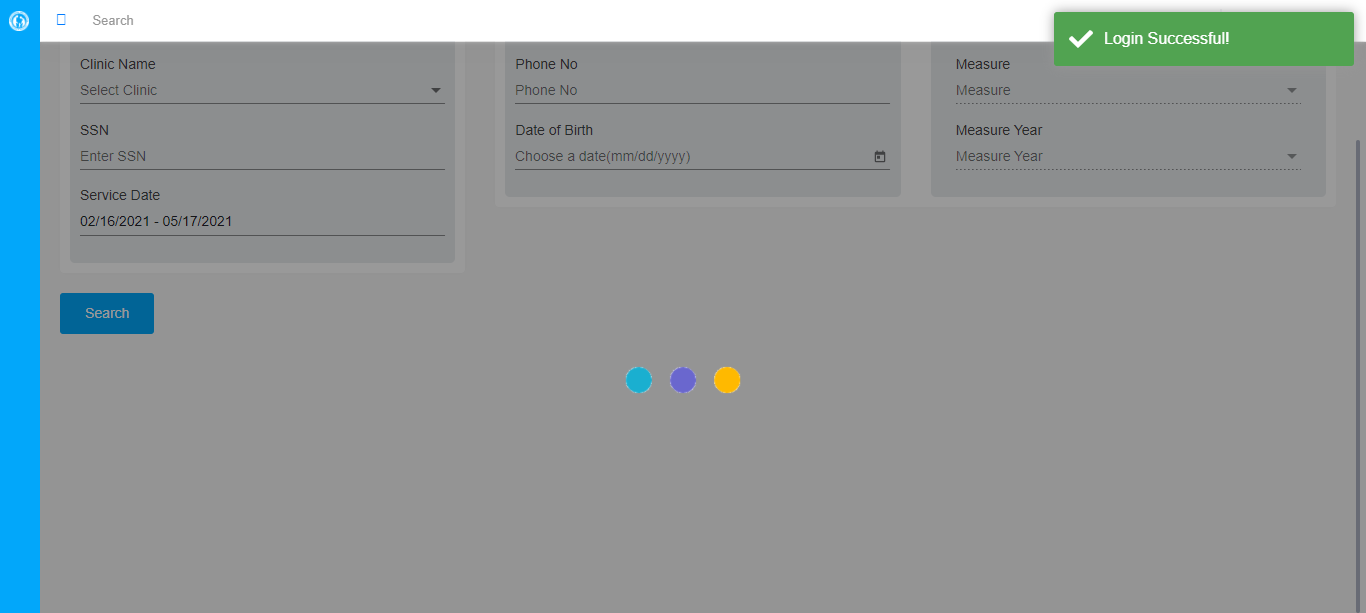 Search
Login Successful!
Clinic Name
Select Clinic
SSN
Enter SSN
Service Date
02/16/2021 - 05/17/2021
Phone No
Phone No
Date of Birth
Choose a date(mm/dd/yyyy)
Measure
Measure
Measure Year
Measure Year
Search